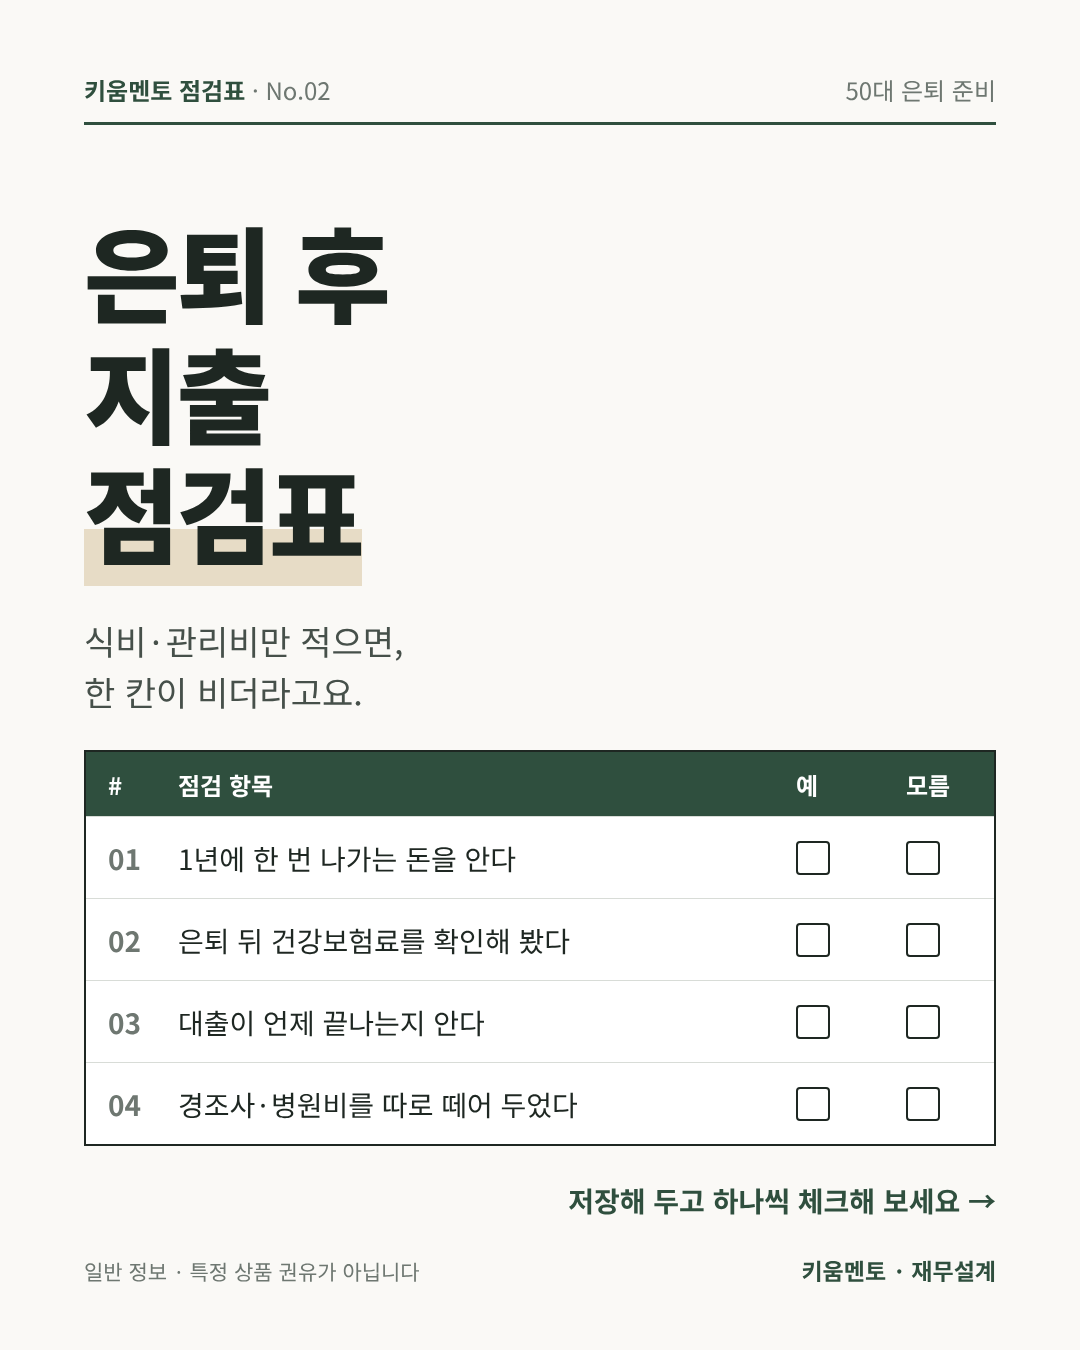 키움멘토 점검표 · No.02
50대 은퇴 준비
은퇴 후
지출
점검표
식비·관리비만 적으면,
한 칸이 비더라고요.
# 점검 항목 예 모름
01 1년에 한 번 나가는 돈을 안다
02 은퇴 뒤 건강보험료를 확인해 봤다
03 대출이 언제 끝나는지 안다
04 경조사·병원비를 따로 떼어 두었다
저장해 두고 하나씩 체크해 보세요 →
일반 정보 · 특정 상품 권유가 아닙니다
키움멘토 · 재무설계